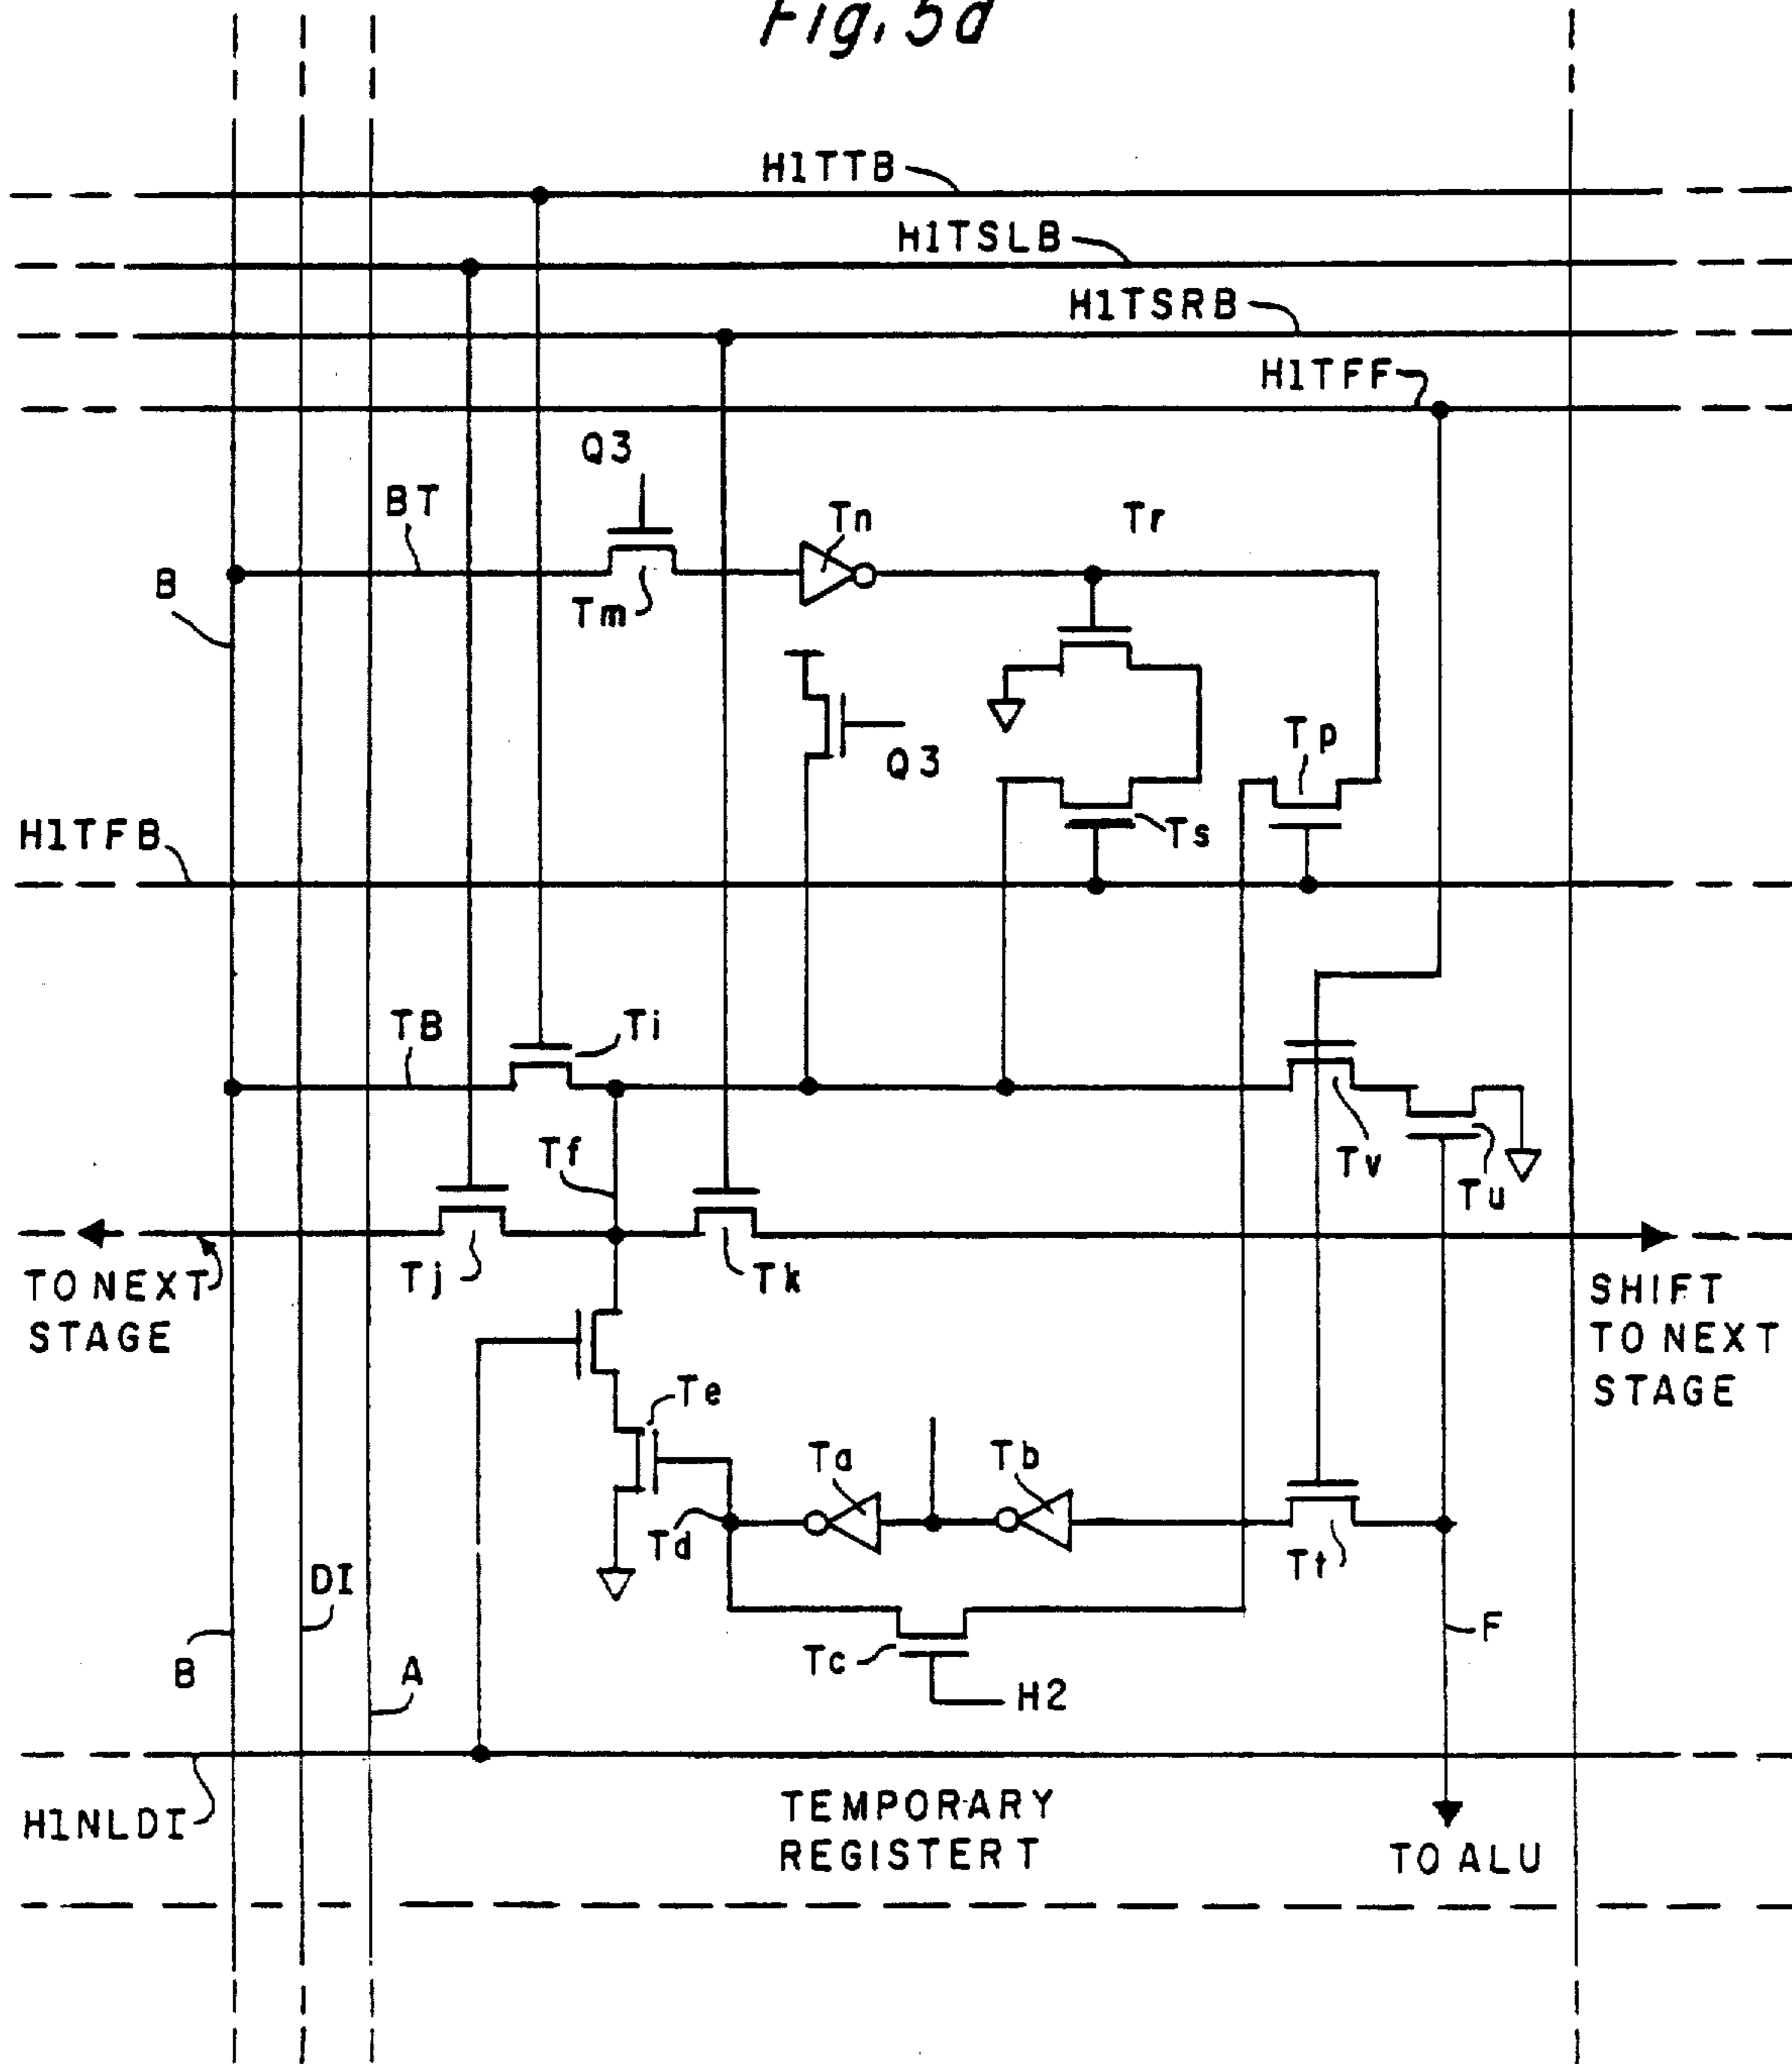 Fig. 5d
H1TTB
H1TSLB
H1TSRB
H1TFF
Q3
BT
Tn
Tr
B
Tm
Q3
Tp
H1TFB
Ts
TB
Ti
Tf
Tv
Tu
Tj
Tk
TO NEXT
STAGE
SHIFT
TO NEXT
STAGE
Te
Ta
Tb
Td
Tt
DI
F
Tc
B
A
H2
H1NLDI
TEMPORARY
REGISTER T
TO ALU